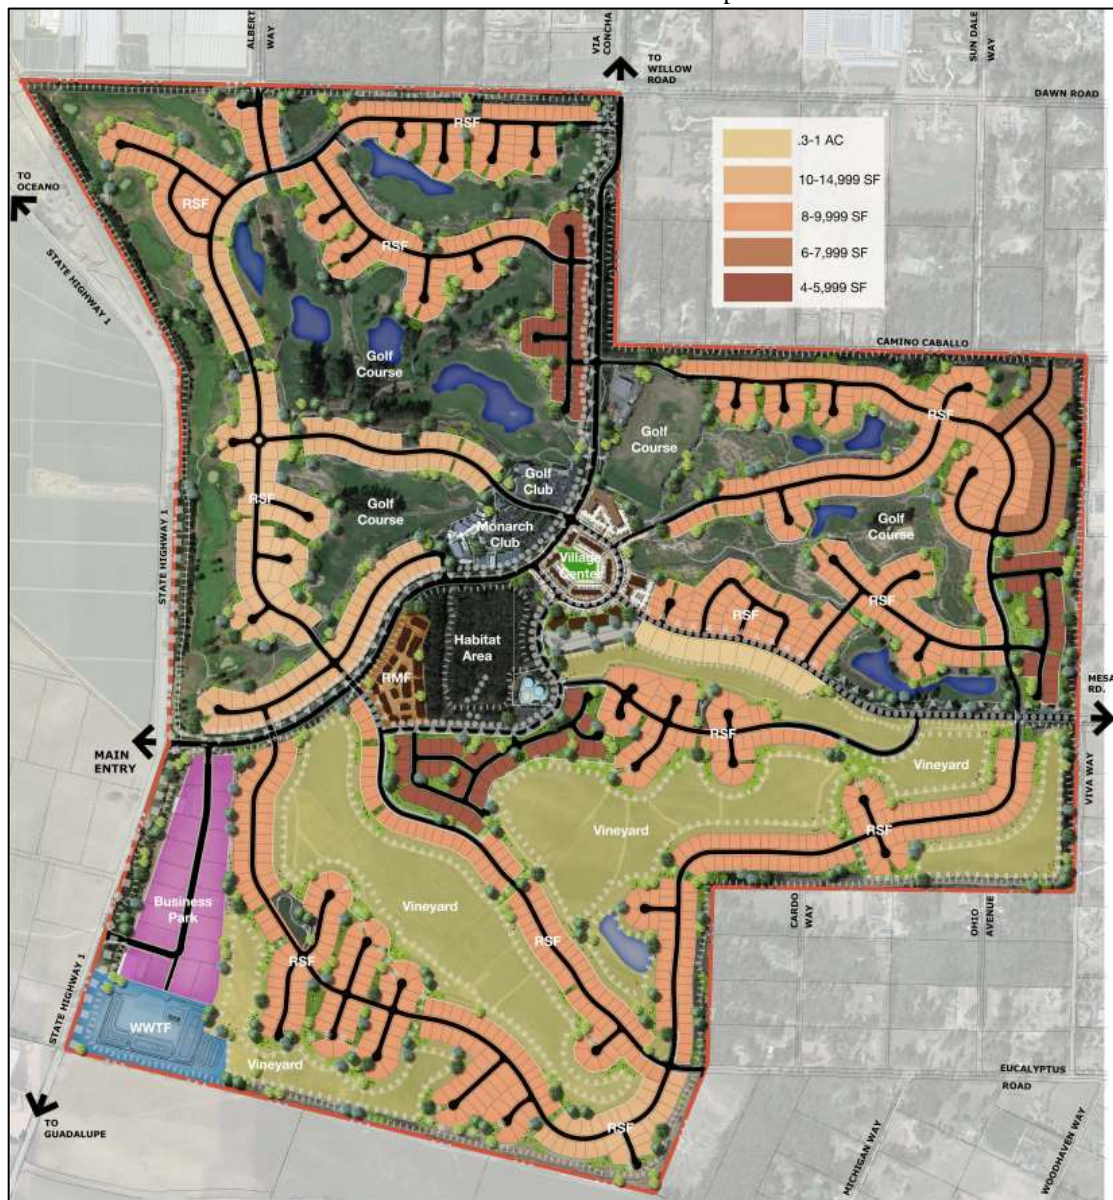 ALBERT
WAY
VIA
CONCHA
TO
WILLOW
ROAD
SUN DALE
WAY
DAWN ROAD
.3-1 AC
10-14,999 SF
8-9,999 SF
6-7,999 SF
4-5,999 SF
TO
OCEANO
STATE HIGHWAY 1
RSF
RSF
RSF
CAMINO CABALLO
Golf
Course
Golf
Course
RSF
Golf
Club
RSF
Golf
Course
Monarch
Club
Golf
Course
STATE HIGHWAY 1
Village
Center
RSF
RSF
Habitat
Area
RMF
MESA
RD.
MAIN
ENTRY
RSF
Vineyard
VIVA WAY
Vineyard
RSF
Business
Park
Vineyard
CARDO
WAY
OHIO
AVENUE
RSF
RSF
STATE HIGHWAY 1
WWTF
Vineyard
EUCALYPTUS
ROAD
TO
GUADALUPE
RSF
MICHIGAN WAY
WOODHAVEN WAY